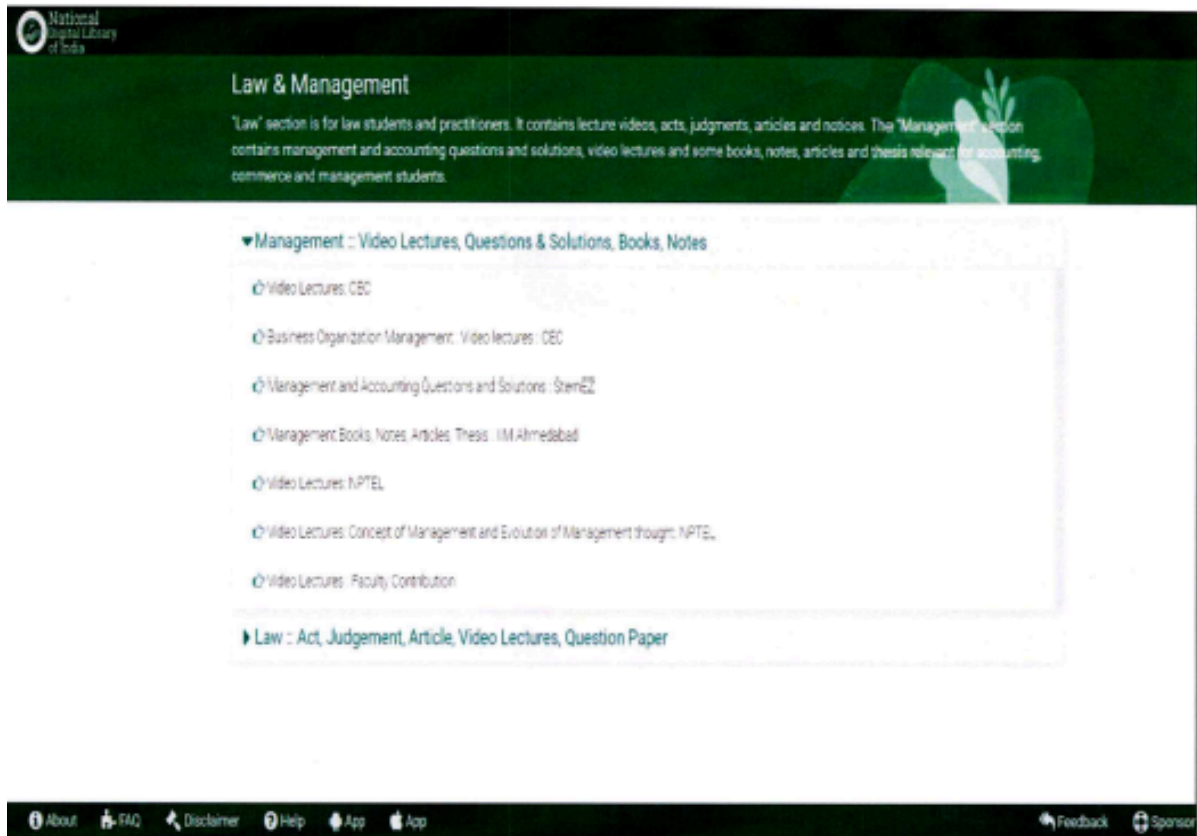 National
Digital Library
of India
Law & Management
"Law" section is for law students and practitioners. It contains lecture videos, acts, judgments, articles and notices. The "Management" section
contains management and accounting questions and solutions, video lectures and some books, notes, articles and thesis relevant for accounting,
commerce and management students.
Management :: Video Lectures, Questions & Solutions, Books, Notes
Video Lectures: CEC
Business Organization Management : Video lectures : CEC
Management and Accounting Questions and Solutions : StemEZ
Management Books, Notes, Articles, Thesis : IIM Ahmedabad
Video Lectures: NPTEL
Video Lectures: Concept of Management and Evolution of Management thought: NPTEL
Video Lectures : Faculty Contribution
Law :: Act, Judgement, Article, Video Lectures, Question Paper
About FAQ Disclaimer Help App App Feedback Sponsor